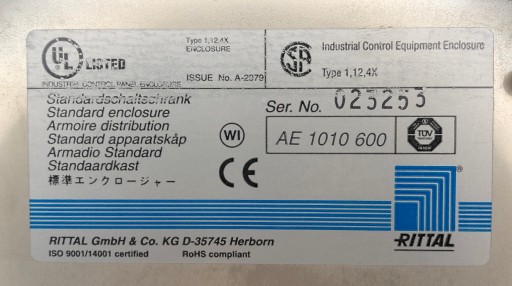 UL LISTED
Type 1,12,4X
ENCLOSURE
INDUSTRIAL CONTROL PANEL ENCLOSURE
ISSUE No. A-2079
Industrial Control Equipment Enclosure
Type 1,12,4X
Standardschaltschrank
Standard enclosure
Armoire distribution
Standard apparatskåp
Armadio Standard
Standaardkast
標準エンクロージャー
Ser. No. 025253
WI
AE 1010 600
TÜV
CE
RITTAL
RITTAL GmbH & Co. KG D-35745 Herborn
ISO 9001/14001 certified RoHS compliant